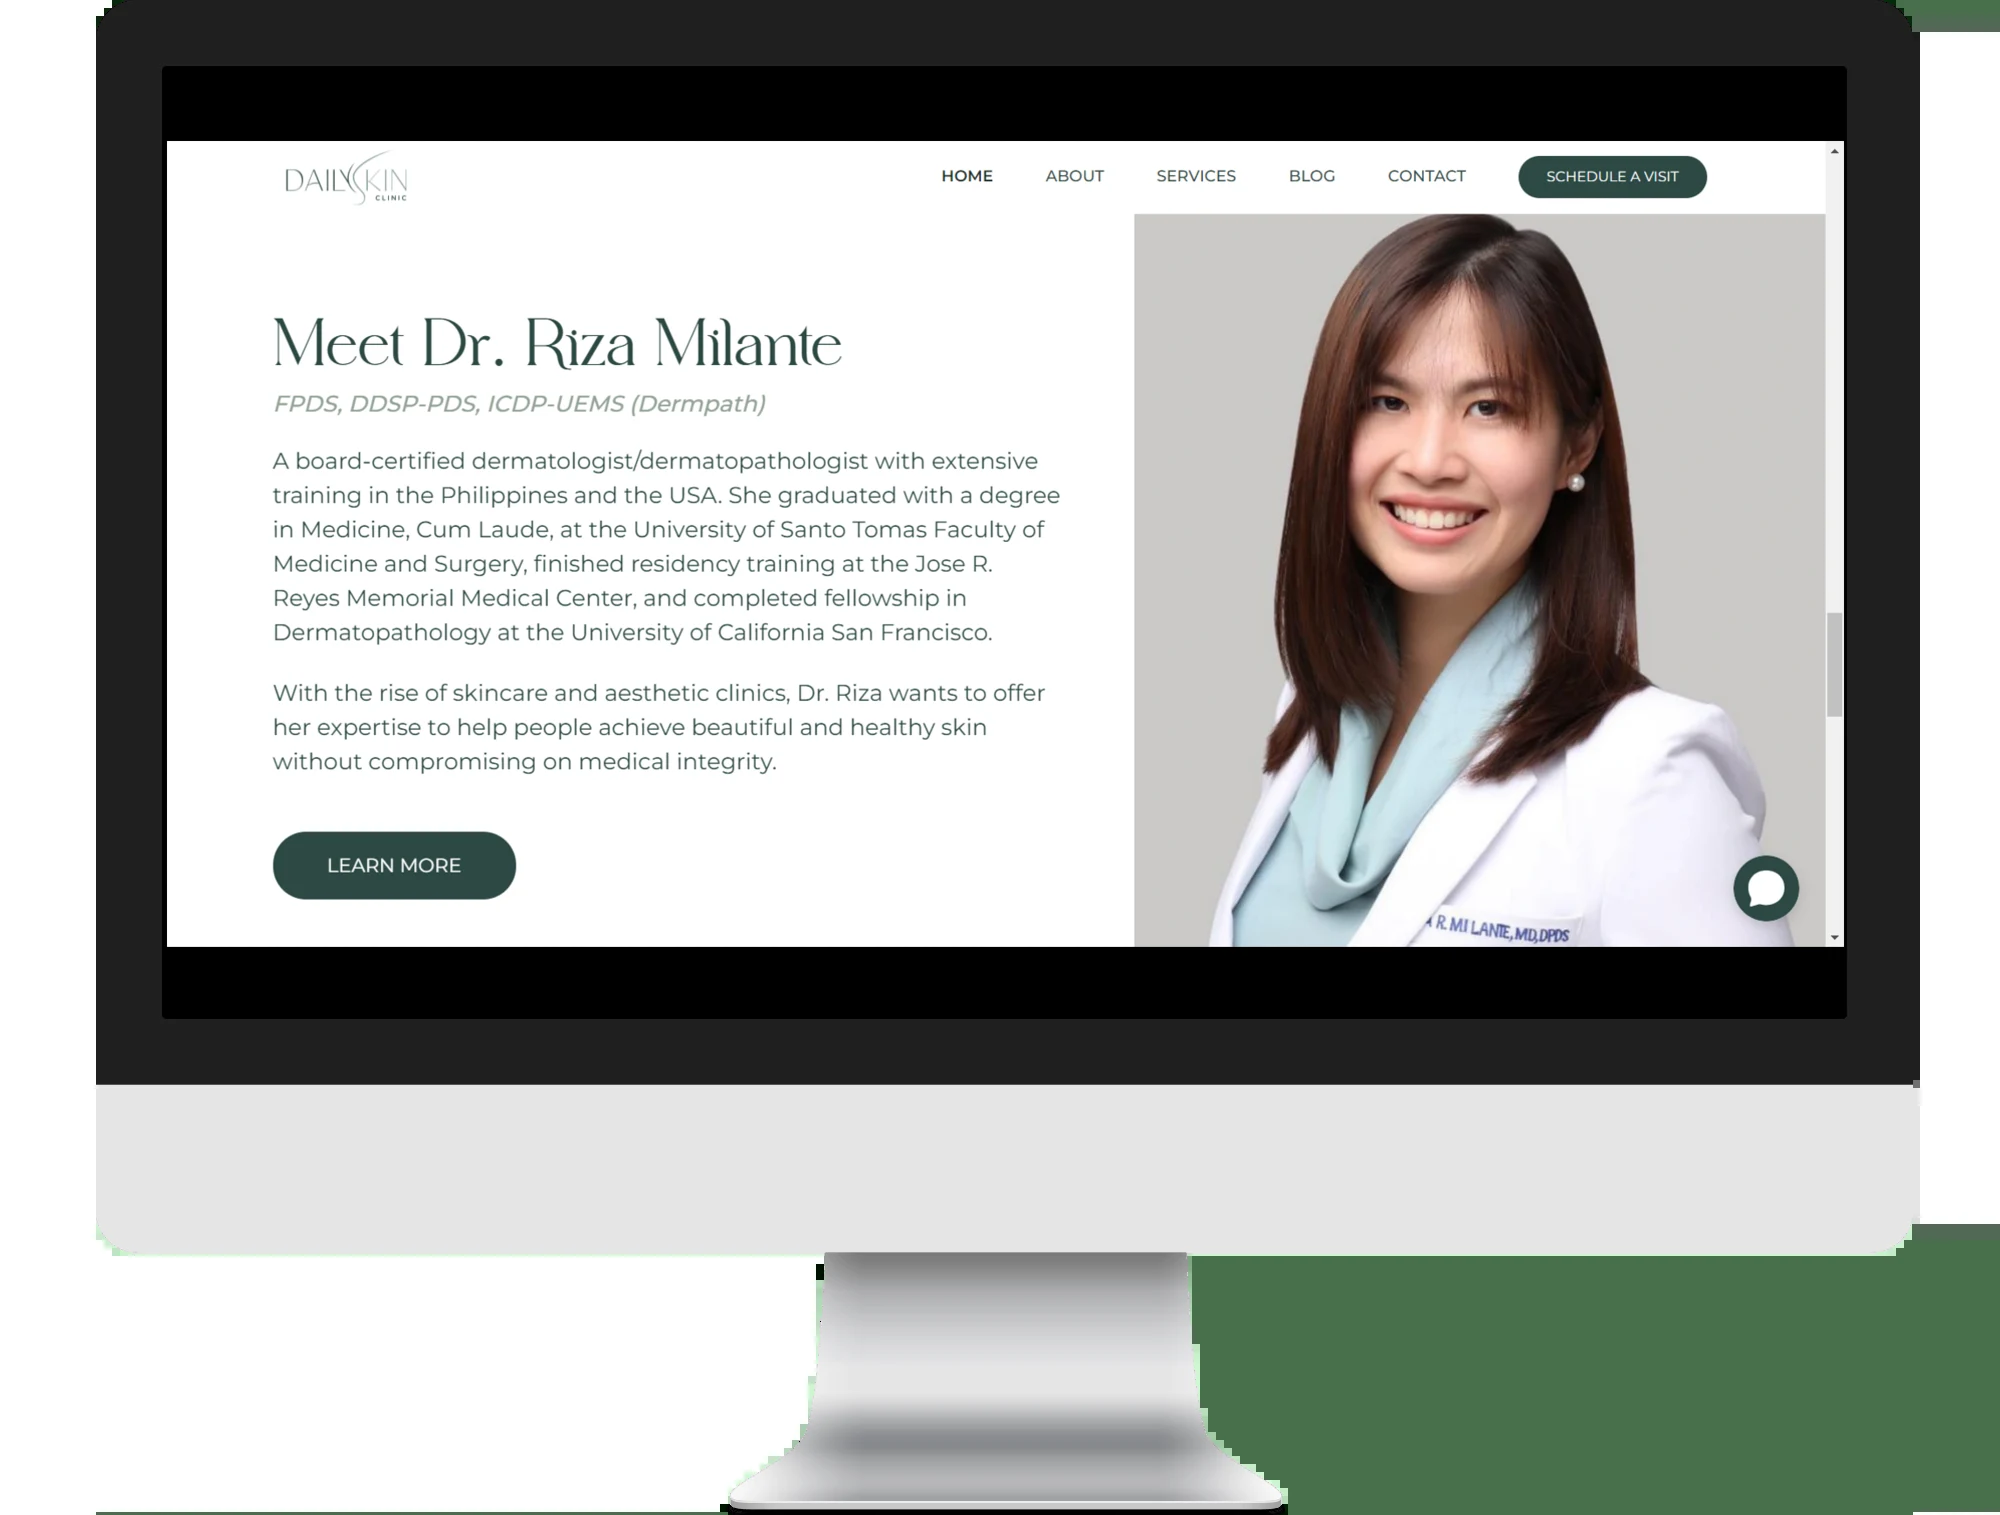 DAILYSKIN
CLINIC
HOME ABOUT SERVICES BLOG CONTACT SCHEDULE A VISIT
Meet Dr. Riza Milante
FPDS, DDSP-PDS, ICDP-UEMS (Dermpath)
A board-certified dermatologist/dermatopathologist with extensive
training in the Philippines and the USA. She graduated with a degree
in Medicine, Cum Laude, at the University of Santo Tomas Faculty of
Medicine and Surgery, finished residency training at the Jose R.
Reyes Memorial Medical Center, and completed fellowship in
Dermatopathology at the University of California San Francisco.
With the rise of skincare and aesthetic clinics, Dr. Riza wants to offer
her expertise to help people achieve beautiful and healthy skin
without compromising on medical integrity.
LEARN MORE
R. MILANTE, MD, DPDS